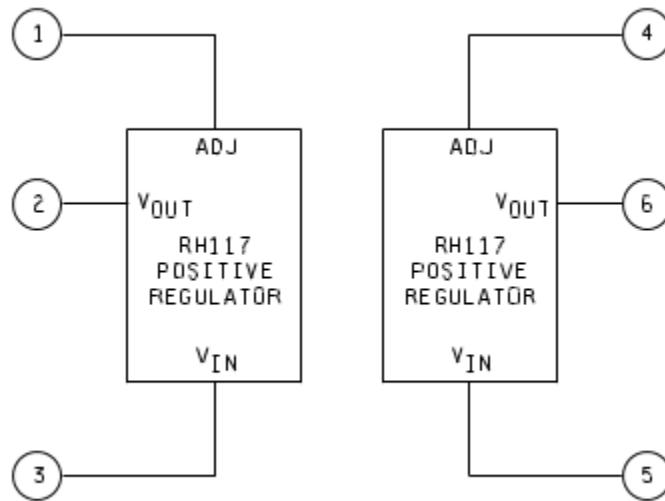 1
4
ADJ
ADJ
2
VOUT
VOUT
6
RH117
POSITIVE
REGULATOR
RH117
POSITIVE
REGULATOR
VIN
VIN
3
5